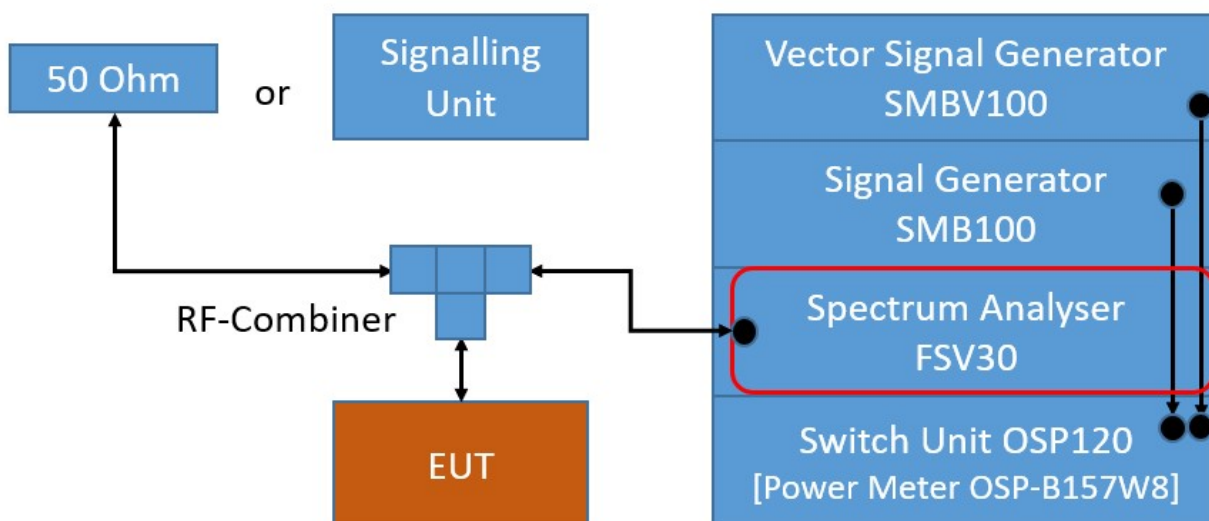 50 Ohm
or
Signalling
Unit
Vector Signal Generator
SMBV100
Signal Generator
SMB100
RF-Combiner
Spectrum Analyser
FSV30
EUT
Switch Unit OSP120
[Power Meter OSP-B157W8]